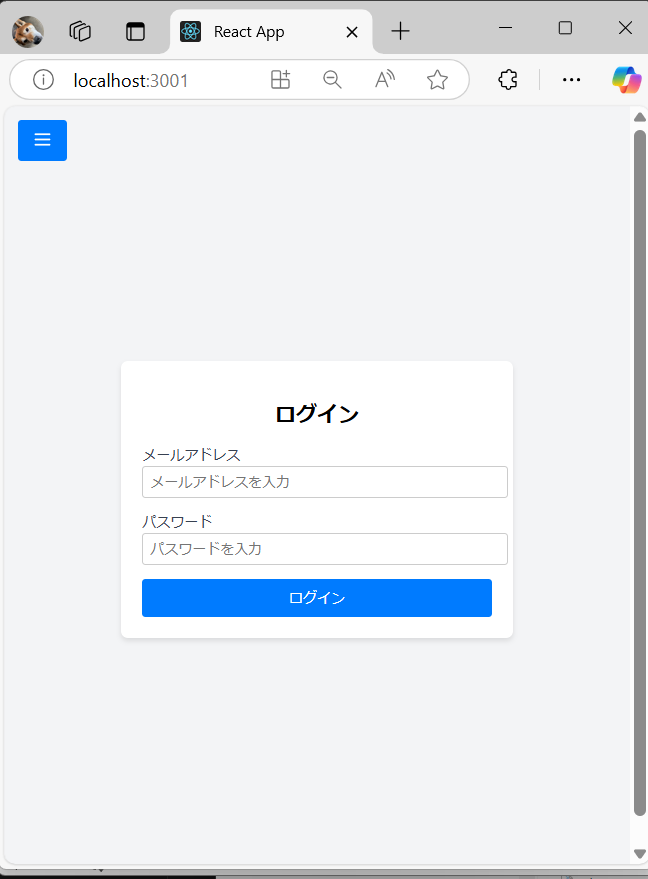 React App
localhost:3001
ログイン
メールアドレス
メールアドレスを入力
パスワード
パスワードを入力
ログイン